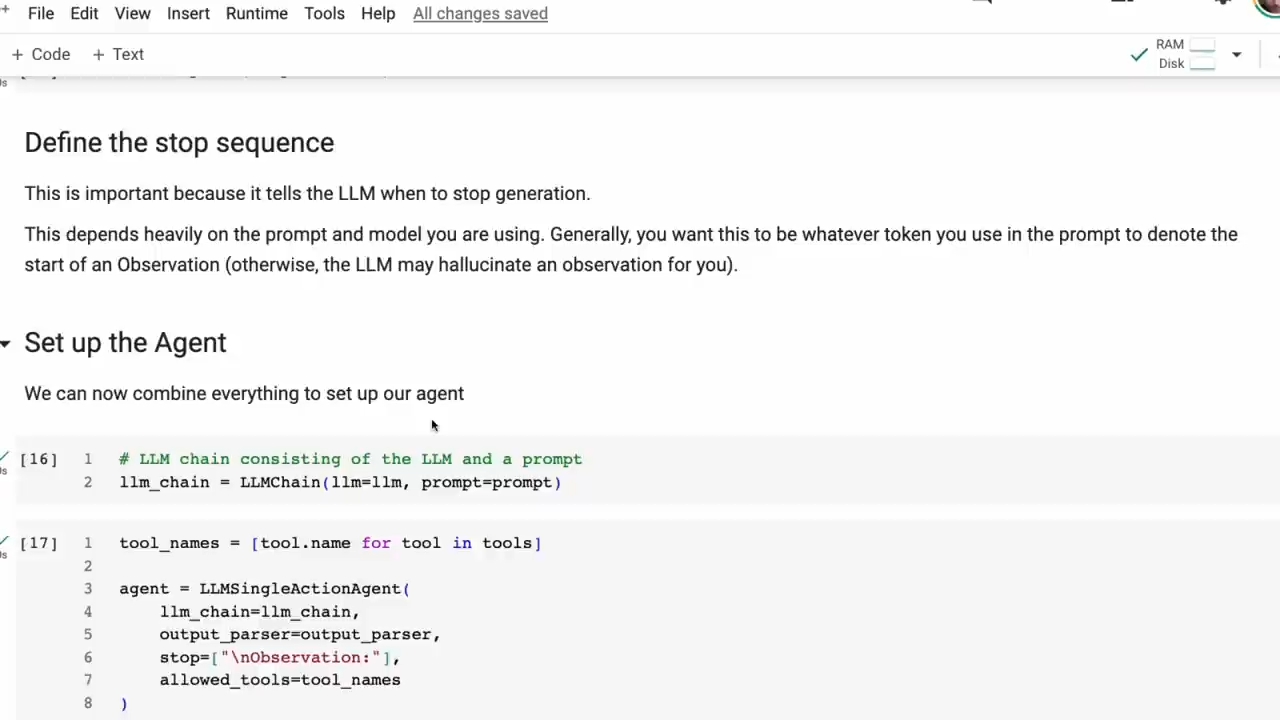 File Edit View Insert Runtime Tools Help All changes saved
+ Code + Text
RAM
Disk
Define the stop sequence
This is important because it tells the LLM when to stop generation.
This depends heavily on the prompt and model you are using. Generally, you want this to be whatever token you use in the prompt to denote the
start of an Observation (otherwise, the LLM may hallucinate an observation for you).
Set up the Agent
We can now combine everything to set up our agent
[16] 1 # LLM chain consisting of the LLM and a prompt
2 llm_chain = LLMChain(llm=llm, prompt=prompt)
[17] 1 tool_names = [tool.name for tool in tools]
2
3 agent = LLMSingleActionAgent(
4 llm_chain=llm_chain,
5 output_parser=output_parser,
6 stop=["\nObservation:"],
7 allowed_tools=tool_names
8 )